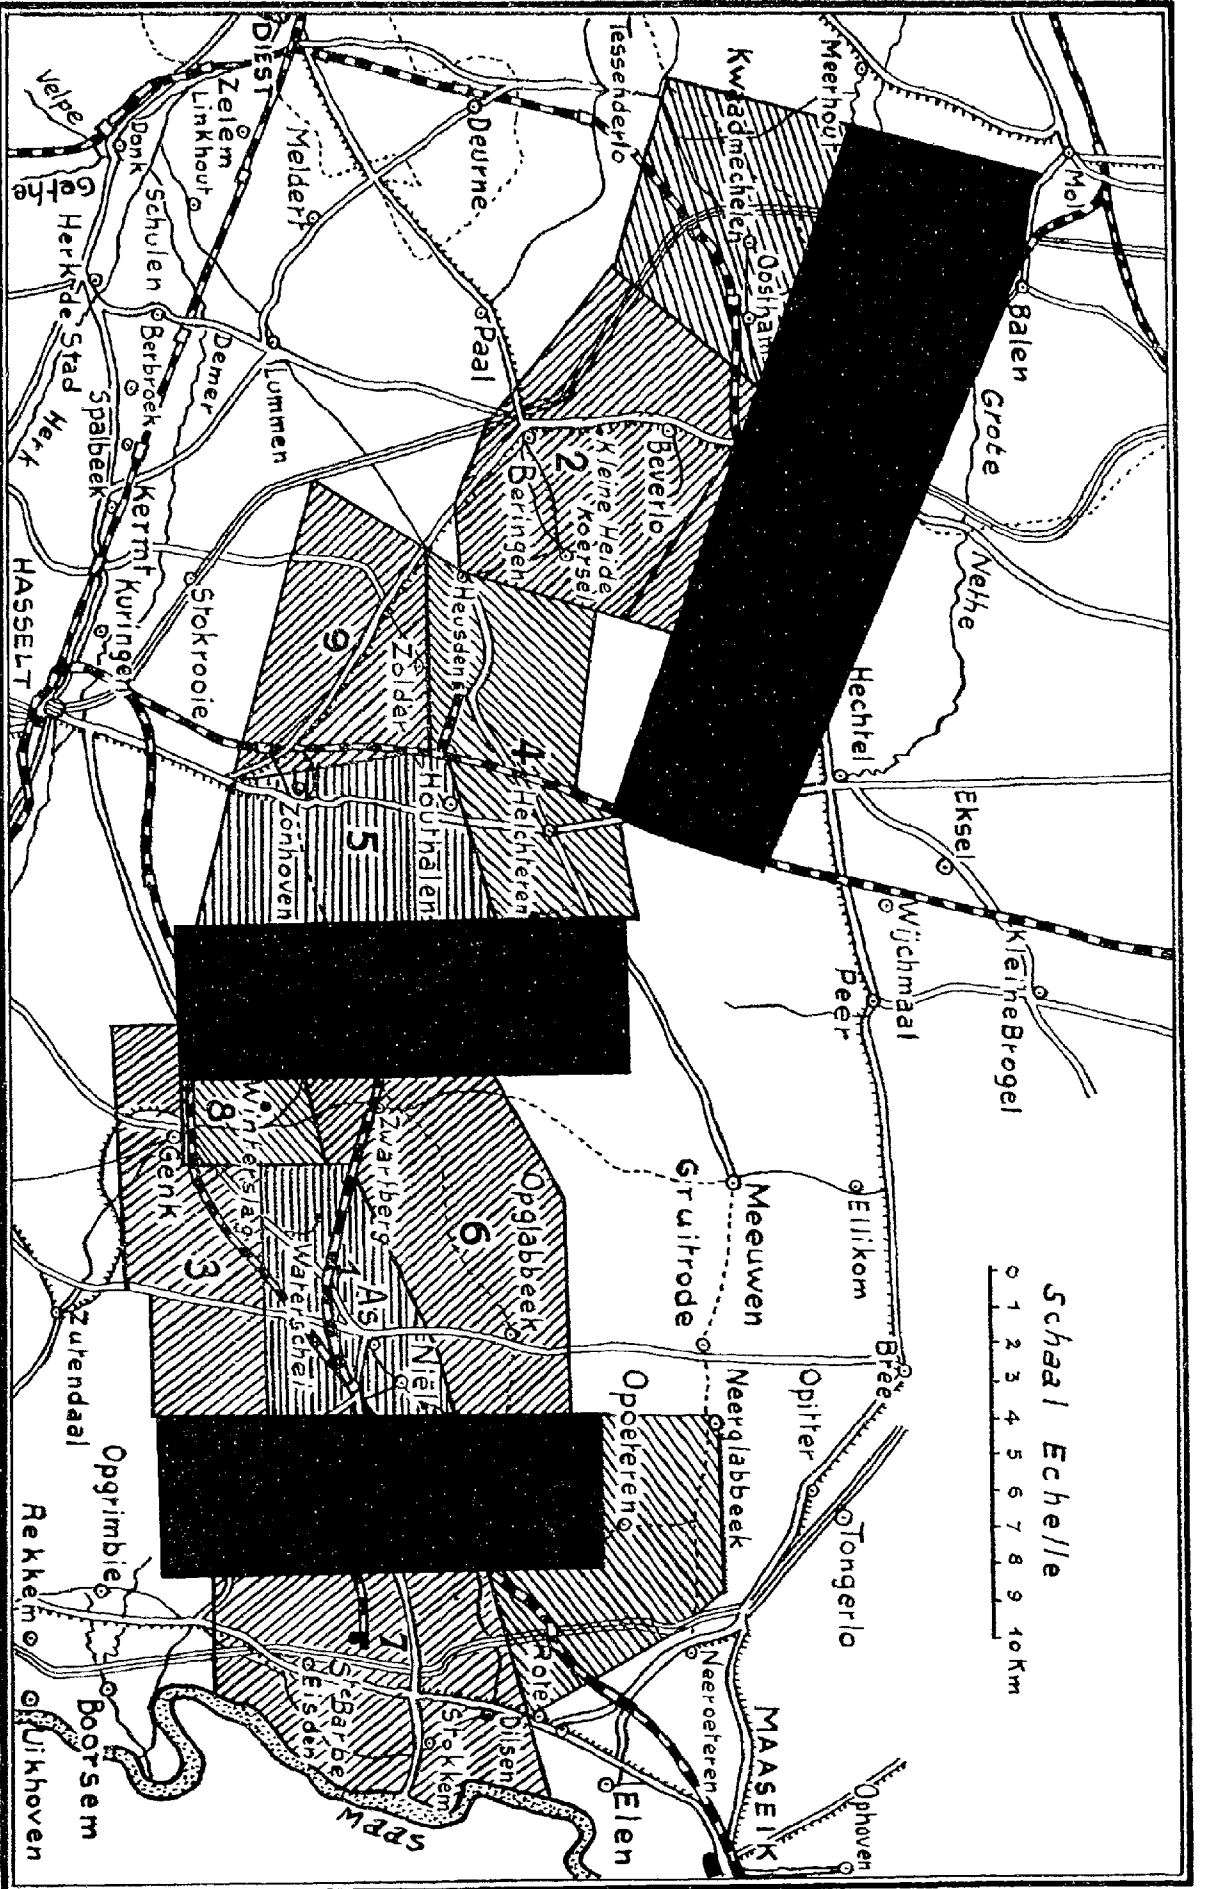 Schaal Echelle
0 1 2 3 4 5 6 7 8 9 10 Km
Mol
Balen
Grote
Nethe
Hechtel
Eksel
Kleine Brogel
Wijchmaal
Peer
Ellikom
Bree
Opitter
Tongerlo
Ophoven
Meerhout
Kwaadmechelen
Oostham
Tessenderlo
Meeuwen
Gruitrode
Neerglabbeek
Neeroeteren
MAASEIK
Beverlo
Kleine Heide
Koersel
2
Beringen
Paal
Deurne
Opoeteren
Elen
Heusden
4
Helchteren
Opglabbeek
6
Rote
Dilsen
Stokkem
Meldert
Lummen
Zolder
9
Houthalen
5
Zonhoven
Zwartberg
As
Niel
1
Waterschei
7
Ste Barbe
Eisden
Maas
DIEST
Zelem
Linkhout
Demer
Stokrooie
8
Winterslag
Genk
3
Velpe
Donk
Schulen
Berbroek
Kermt
Kuringen
Gethe
Herk de Stad
Spalbeek
Herk
HASSELT
Zutendaal
Opgrimbie
Boorsem
Rekkem
Uikhoven